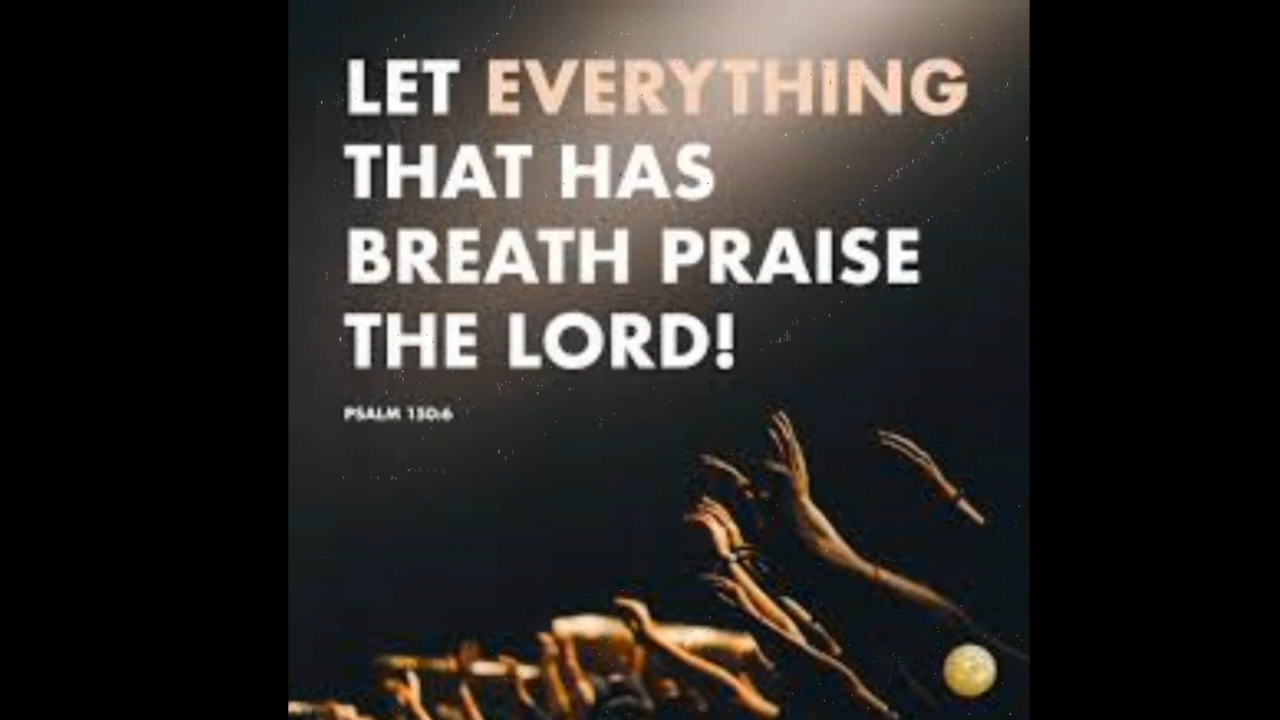 LET EVERYTHING
THAT HAS
BREATH PRAISE
THE LORD!
PSALM 150:6